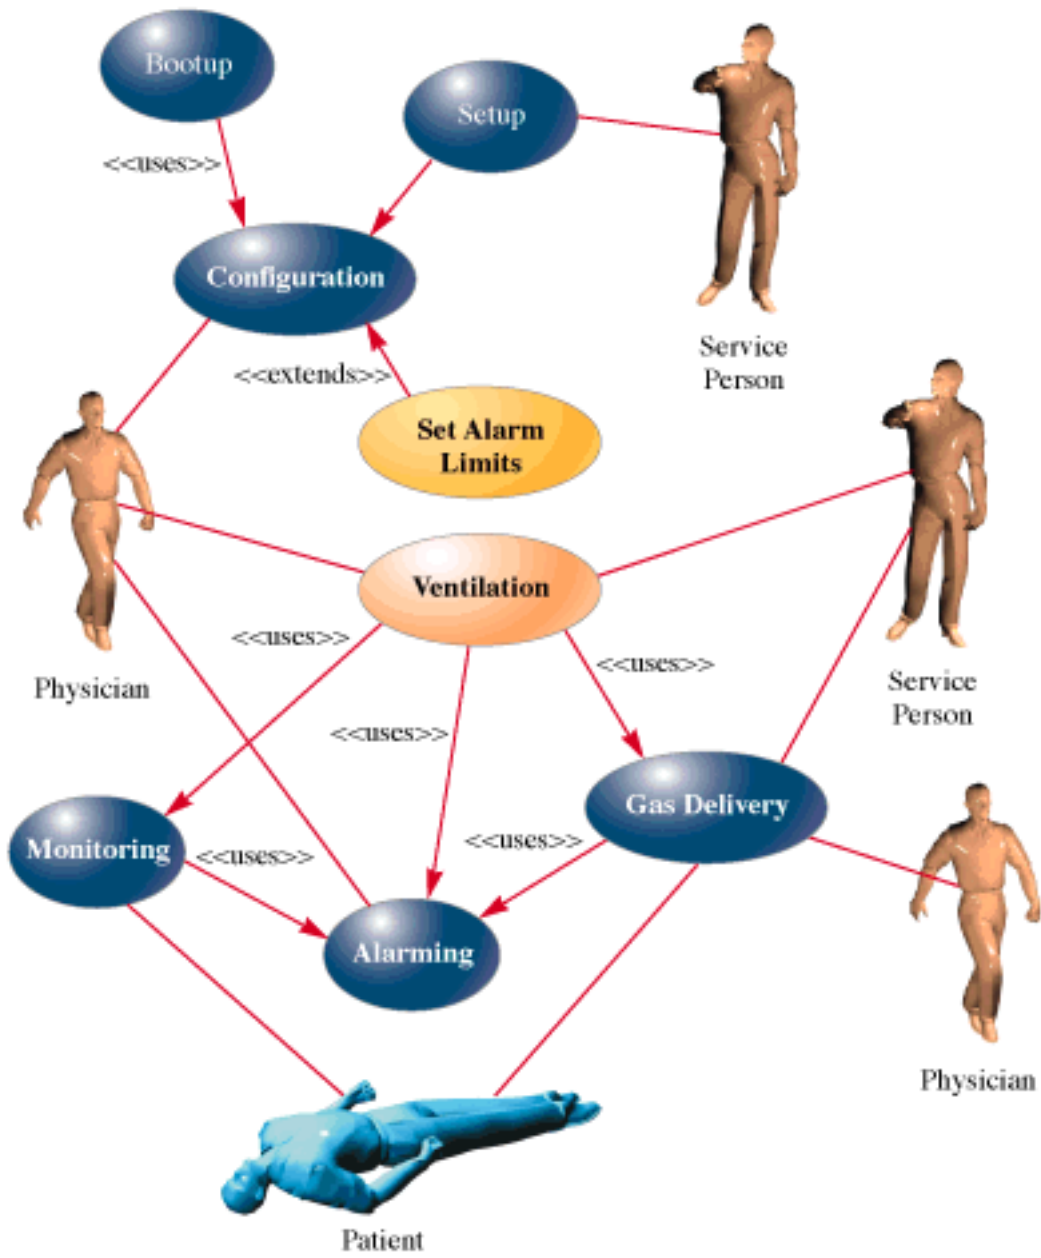 Bootup
Setup
<<uses>>
Configuration
Service
Person
<<extends>>
Set Alarm
Limits
Ventilation
<<uses>>
<<uses>>
Physician
Service
Person
<<uses>>
Gas Delivery
Monitoring
<<uses>>
<<uses>>
Alarming
Physician
Patient